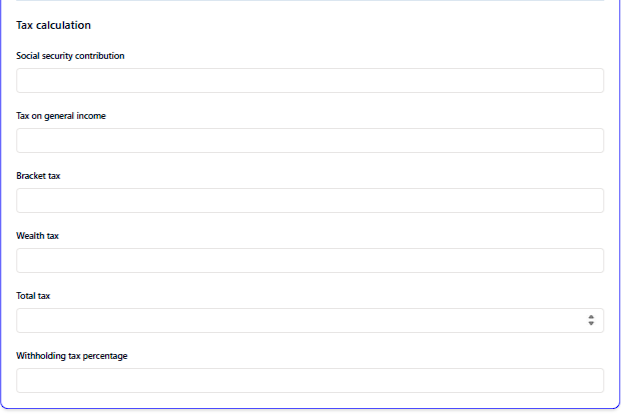 Tax calculation
Social security contribution
Tax on general income
Bracket tax
Wealth tax
Total tax
Withholding tax percentage